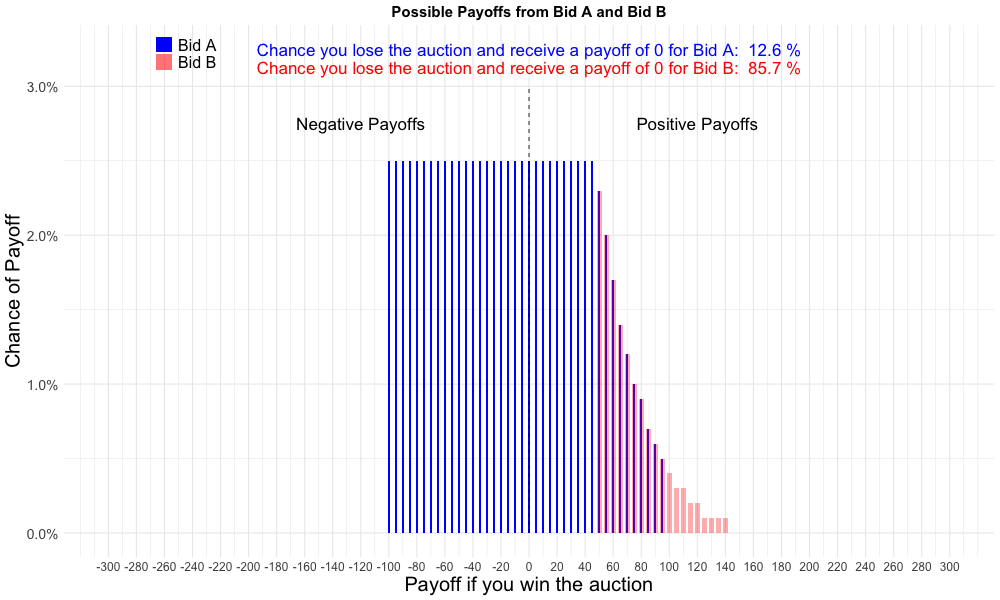 Possible Payoffs from Bid A and Bid B
Bid A
Bid B
Chance you lose the auction and receive a payoff of 0 for Bid A:  12.6 %
Chance you lose the auction and receive a payoff of 0 for Bid B:  85.7 %
Negative Payoffs
Positive Payoffs
Chance of Payoff
3.0%
2.0%
1.0%
0.0%
-300 -280 -260 -240 -220 -200 -180 -160 -140 -120 -100 -80 -60 -40 -20 0 20 40 60 80 100 120 140 160 180 200 220 240 260 280 300
Payoff if you win the auction